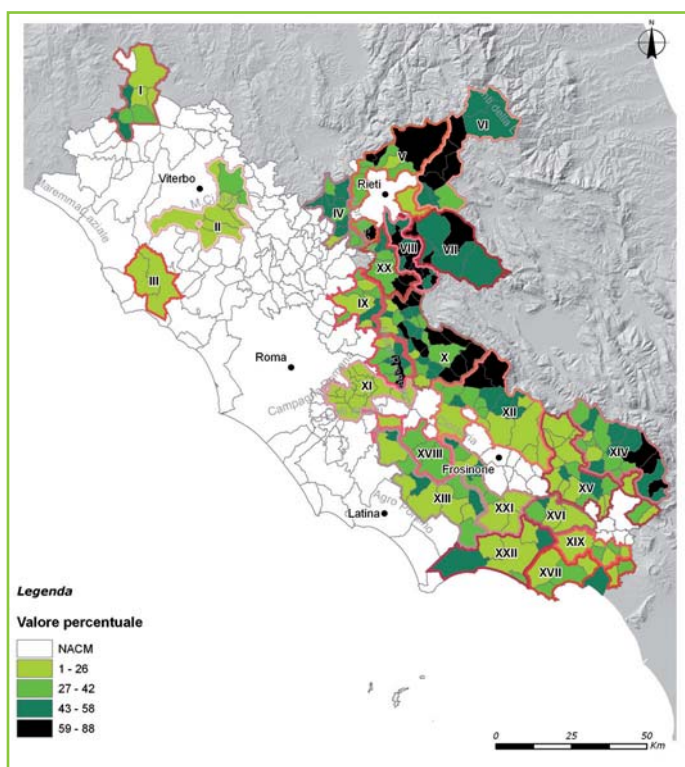 N
I
VI
V
Viterbo
Rieti
Maremma Laziale
IV
II
VIII
VII
III
XX
IX
Roma
X
XI
XII
Frosinone
XIV
XVIII
XV
Latina
XIII
XXI
XVI
XIX
XXII
XVII
Legenda
Valore percentuale
NACM
1 - 26
27 - 42
43 - 58
59 - 88
0 25 50
Km